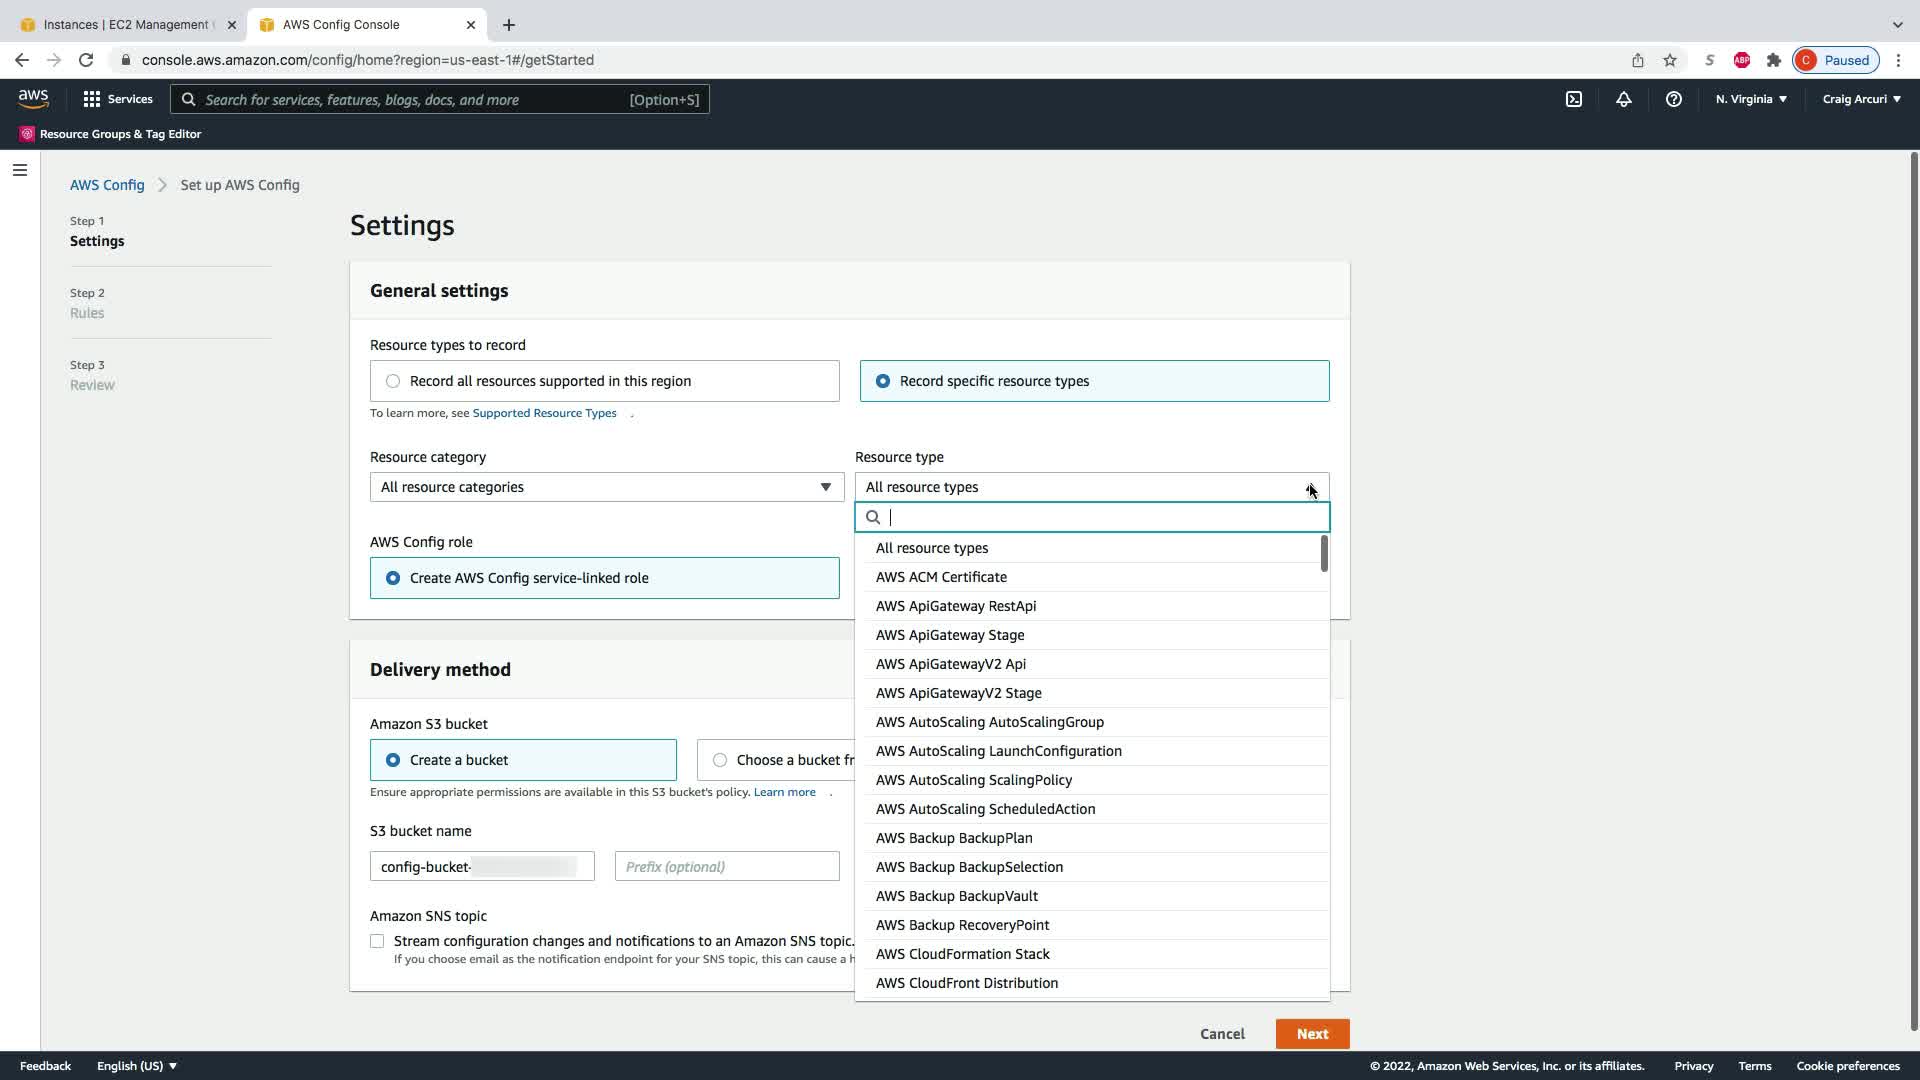 Instances | EC2 Management
AWS Config Console
console.aws.amazon.com/config/home?region=us-east-1#/getStarted
S
ABP
C
Paused
aws
Services
Search for services, features, blogs, docs, and more
[Option+S]
N. Virginia
Craig Arcuri
Resource Groups & Tag Editor
AWS Config
Set up AWS Config
Step 1
Settings
Step 2
Rules
Step 3
Review
Settings
General settings
Resource types to record
Record all resources supported in this region
Record specific resource types
To learn more, see Supported Resource Types .
Resource category
All resource categories
Resource type
All resource types
All resource types
AWS ACM Certificate
AWS ApiGateway RestApi
AWS ApiGateway Stage
AWS ApiGatewayV2 Api
AWS ApiGatewayV2 Stage
AWS AutoScaling AutoScalingGroup
AWS AutoScaling LaunchConfiguration
AWS AutoScaling ScalingPolicy
AWS AutoScaling ScheduledAction
AWS Backup BackupPlan
AWS Backup BackupSelection
AWS Backup BackupVault
AWS Backup RecoveryPoint
AWS CloudFormation Stack
AWS CloudFront Distribution
AWS Config role
Create AWS Config service-linked role
Delivery method
Amazon S3 bucket
Create a bucket
Choose a bucket fr
Ensure appropriate permissions are available in this S3 bucket's policy. Learn more .
S3 bucket name
config-bucket-
Prefix (optional)
Amazon SNS topic
Stream configuration changes and notifications to an Amazon SNS topic.
If you choose email as the notification endpoint for your SNS topic, this can cause a h
Cancel
Next
Feedback
English (US)
© 2022, Amazon Web Services, Inc. or its affiliates.
Privacy
Terms
Cookie preferences